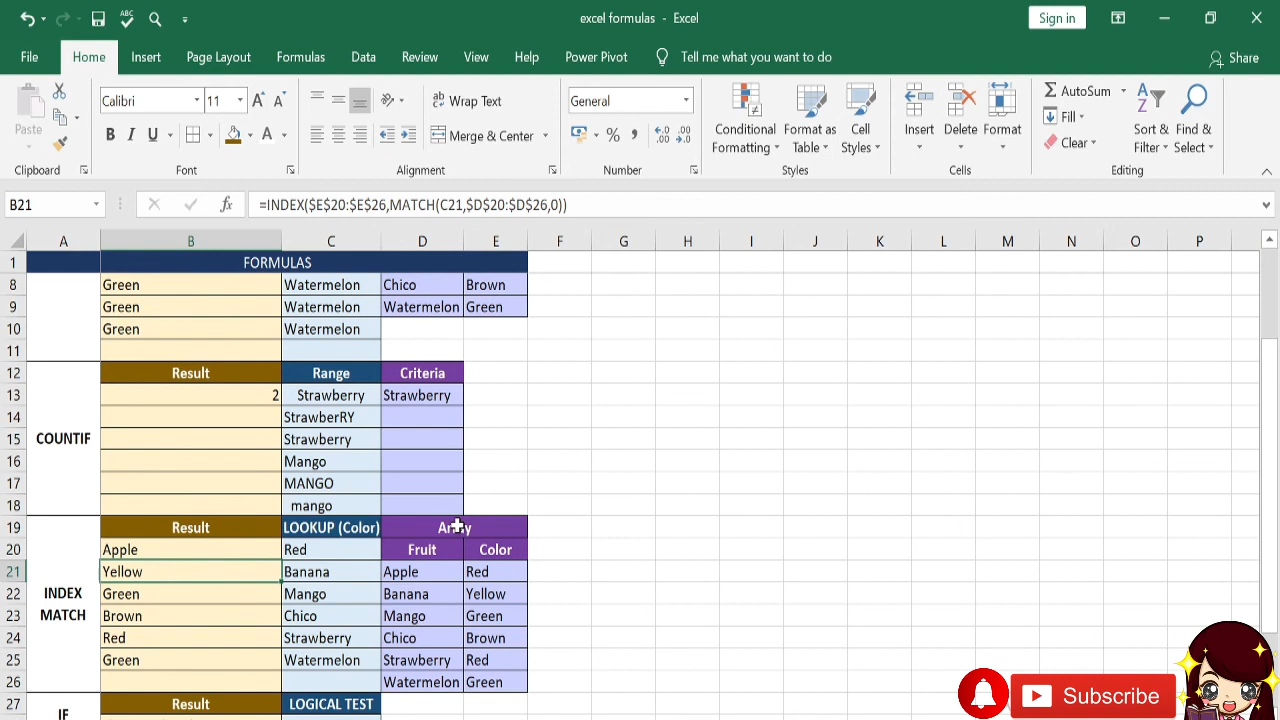 excel formulas - Excel
Sign in
File Home Insert Page Layout Formulas Data Review View Help Power Pivot Tell me what you want to do Share
Paste Calibri 11 Wrap Text General Conditional Formatting Format as Table Cell Styles Insert Delete Format AutoSum Fill Clear Sort & Filter Find & Select
B I U A Merge & Center % ,
Clipboard Font Alignment Number Styles Cells Editing
B21 fx =INDEX($E$20:$E$26,MATCH(C21,$D$20:$D$26,0))
A B C D E F G H I J K L M N O P
1 FORMULAS
8 Green Watermelon Chico Brown
9 Green Watermelon Watermelon Green
10 Green Watermelon
11
12 Result Range Criteria
13 2 Strawberry Strawberry
14 StrawberRY
15 COUNTIF Strawberry
16 Mango
17 MANGO
18 mango
19 Result LOOKUP (Color)
20 Apple Red Fruit Color
21 Yellow Banana Apple Red
22 INDEX Green Mango Banana Yellow
23 MATCH Brown Chico Mango Green
24 Red Strawberry Chico Brown
25 Green Watermelon Strawberry Red
26 Watermelon Green
27 IF Result LOGICAL TEST
Subscribe